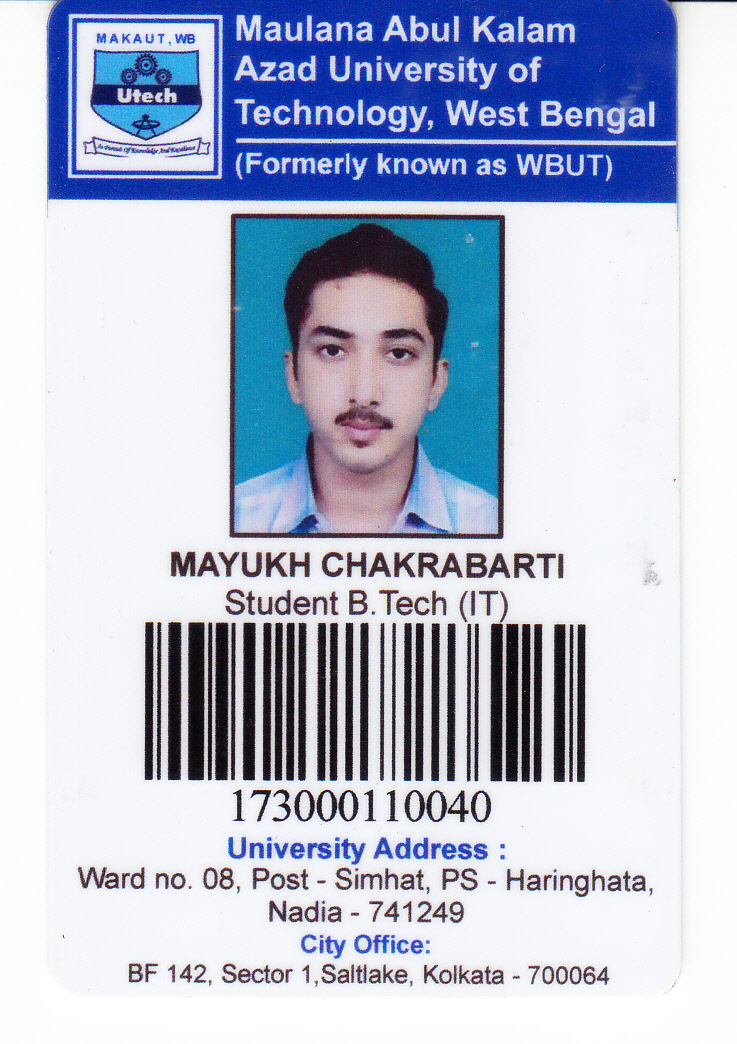 MAKAUT, WB
Utech
In Pursuit Of Knowledge And Excellence
Maulana Abul Kalam
Azad University of
Technology, West Bengal
(Formerly known as WBUT)
MAYUKH CHAKRABARTI
Student B.Tech (IT)
173000110040
University Address :
Ward no. 08, Post - Simhat, PS - Haringhata,
Nadia - 741249
City Office:
BF 142, Sector 1,Saltlake, Kolkata - 700064